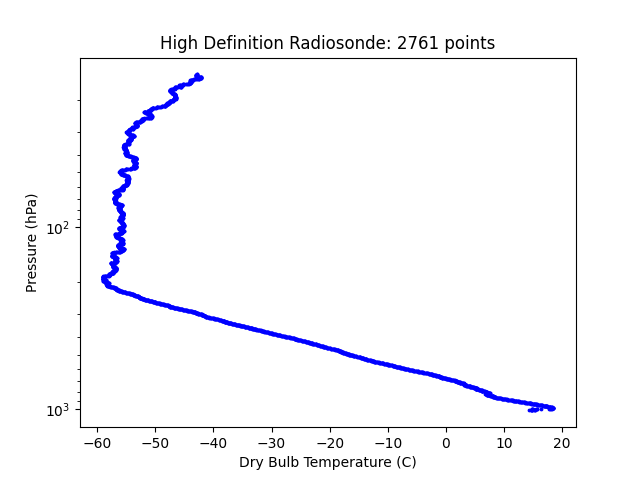 High Definition Radiosonde: 2761 points
Pressure (hPa)
10²
10³
−60 −50 −40 −30 −20 −10 0 10 20
Dry Bulb Temperature (C)